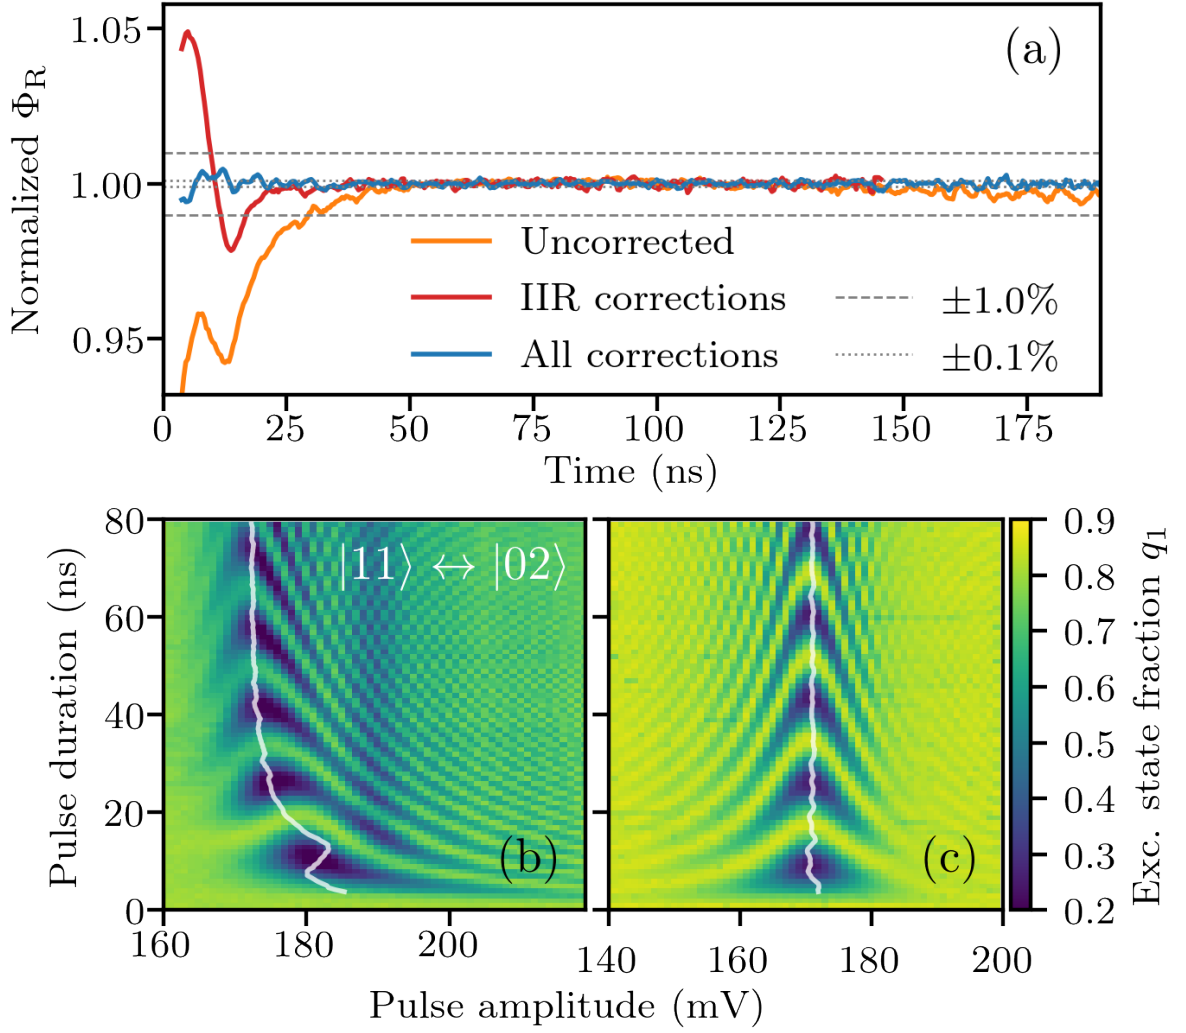 1.05
1.00
0.95
Normalized Φ_R
(a)
Uncorrected
IIR corrections
All corrections
±1.0%
±0.1%
0 25 50 75 100 125 150 175
Time (ns)
80
60
40
20
0
Pulse duration (ns)
|11⟩ ↔ |02⟩
(b)
(c)
160 180 200
140 160 180 200
Pulse amplitude (mV)
0.9
0.8
0.7
0.6
0.5
0.4
0.3
0.2
Exc. state fraction q_1